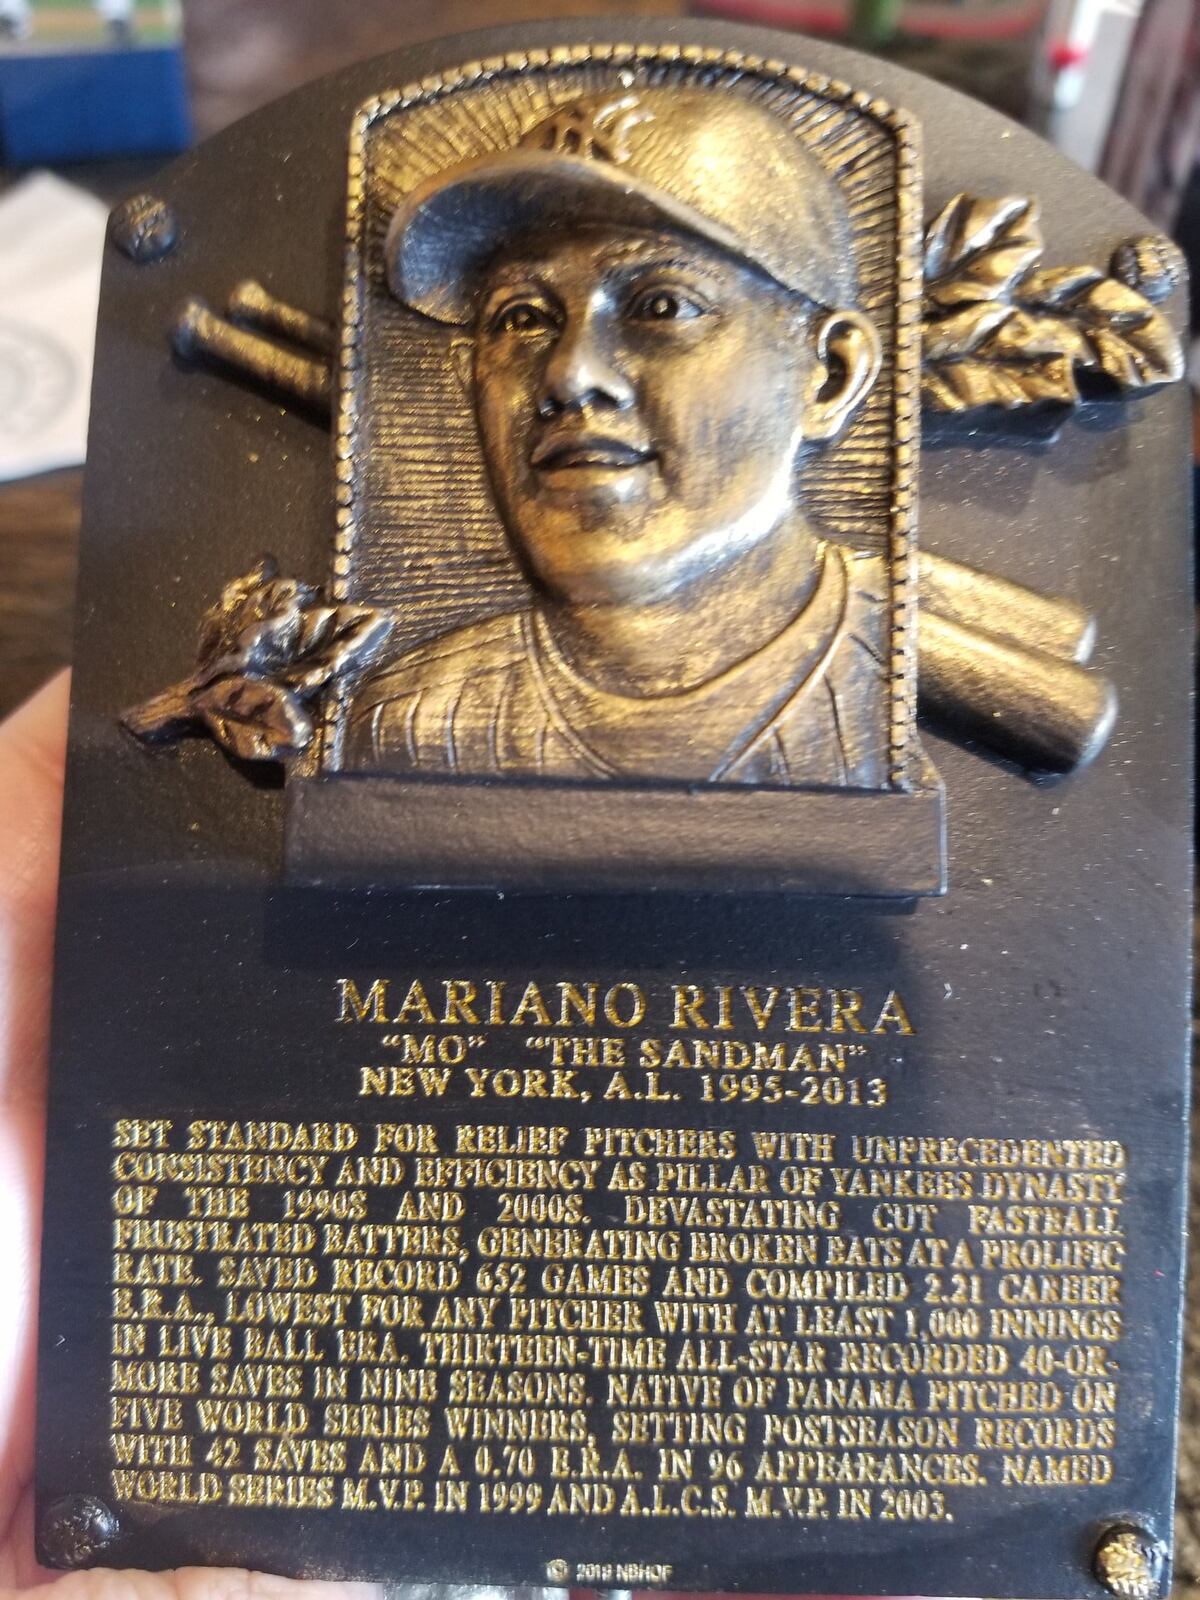 NY
MARIANO RIVERA
"MO" "THE SANDMAN"
NEW YORK, A.L. 1995-2013
SET STANDARD FOR RELIEF PITCHERS WITH UNPRECEDENTED
CONSISTENCY AND EFFICIENCY AS PILLAR OF YANKEES DYNASTY
OF THE 1990S AND 2000S. DEVASTATING CUT FASTBALL
FRUSTRATED BATTERS, GENERATING BROKEN BATS AT A PROLIFIC
RATE. SAVED RECORD 652 GAMES AND COMPILED 2.21 CAREER
E.R.A., LOWEST FOR ANY PITCHER WITH AT LEAST 1,000 INNINGS
IN LIVE BALL ERA. THIRTEEN-TIME ALL-STAR RECORDED 40-OR-
MORE SAVES IN NINE SEASONS. NATIVE OF PANAMA PITCHED ON
FIVE WORLD SERIES WINNERS, SETTING POSTSEASON RECORDS
WITH 42 SAVES AND A 0.70 E.R.A. IN 96 APPEARANCES. NAMED
WORLD SERIES M.V.P. IN 1999 AND A.L.C.S. M.V.P. IN 2003.
© 2019 NBHOF